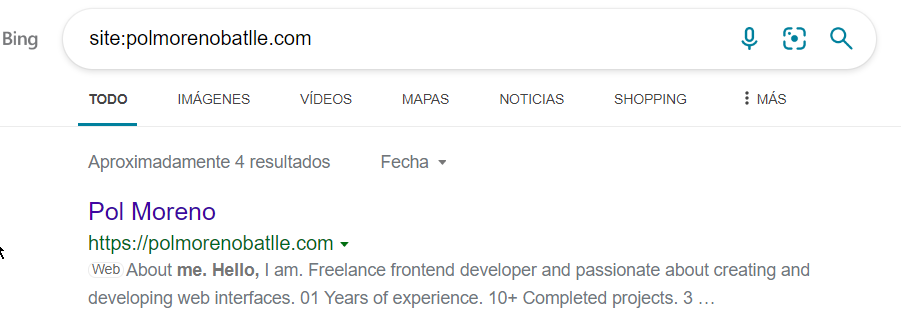 Bing site:polmorenobatlle.com
TODO IMÁGENES VÍDEOS MAPAS NOTICIAS SHOPPING MÁS
Aproximadamente 4 resultados Fecha
Pol Moreno
https://polmorenobatlle.com
Web About me. Hello, I am. Freelance frontend developer and passionate about creating and
developing web interfaces. 01 Years of experience. 10+ Completed projects. 3 …